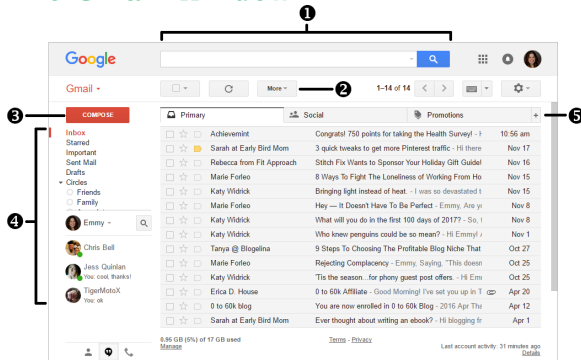 1
Google
Gmail
More
2
1–14 of 14
3
COMPOSE
Primary
Social
Promotions
+
5
4
Inbox
Starred
Important
Sent Mail
Drafts
Circles
Friends
Family
Emmy
Chris Bell
Jess Quinlan
You: cool, thanks!
TigerMotoX
You: ok
Achievemint Congrats! 750 points for taking the Health Survey! - H 10:56 am
Sarah at Early Bird Mom 3 quick tweaks to get more Pinterest traffic - Hi there Nov 17
Rebecca from Fit Approach Stitch Fix Wants to Sponsor Your Holiday Gift Guide! Nov 16
Marie Forleo 8 Ways To Fight The Loneliness of Working From Ho Nov 15
Katy Widrick Bringing light instead of heat. - I was so devastated t Nov 15
Marie Forleo Hey — It Doesn't Have To Be Perfect - Emmy, Are yo Nov 8
Katy Widrick What will you do in the first 100 days of 2017? - So, Nov 8
Katy Widrick Who knew penguins could be so mean? - Hi Emmy! Nov 1
Tanya @ Blogelina 9 Steps To Choosing The Profitable Blog Niche That Oct 27
Marie Forleo Rejecting Complacency - Emmy, Saying, "This doesn Oct 25
Katy Widrick 'Tis the season...for phony guest post offers. - Hi Em Oct 25
Erica D. House 0 to 60k Affiliate - Good Morning! I've set you up in T. Apr 20
0 to 60k blog You are now enrolled in 0 to 60k Blog - 2016 Apr The Apr 12
Sarah at Early Bird Mom Ever thought about writing an ebook? - Hi blogging fr Apr 1
0.95 GB (5%) of 17 GB used
Manage
Terms - Privacy
Last account activity: 31 minutes ago
Details